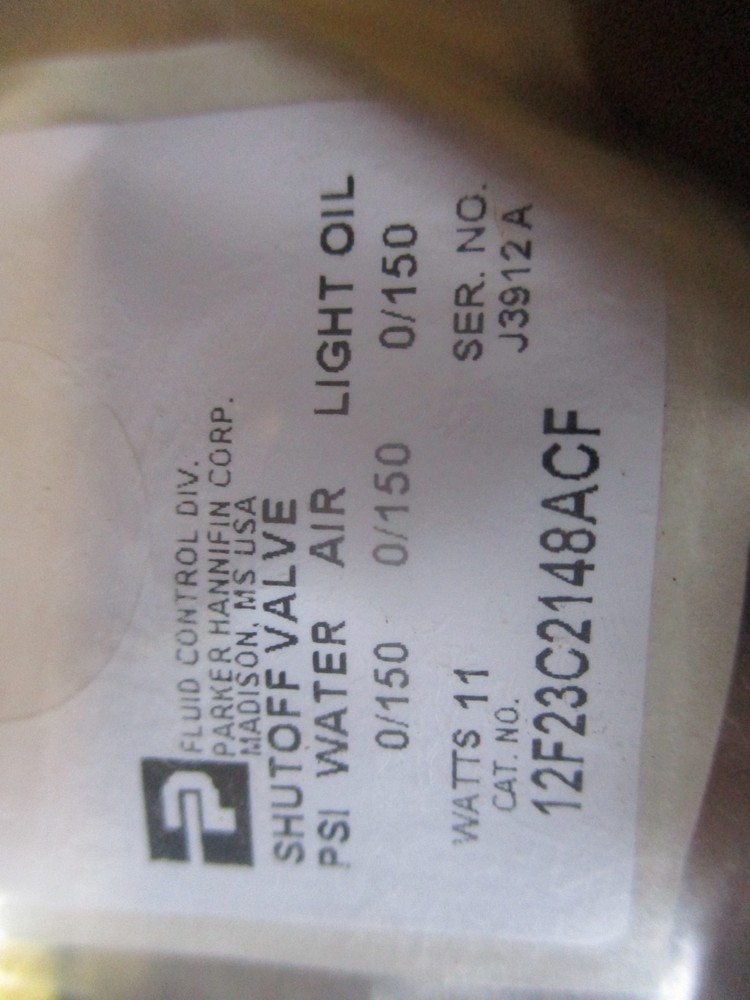 FLUID CONTROL DIV.
PARKER HANNIFIN CORP.
MADISON, MS USA
SHUTOFF VALVE
PSI WATER AIR LIGHT OIL
0/150 0/150 0/150
WATTS 11 SER. NO.
CAT. NO. J3912A
12F23C2148ACF